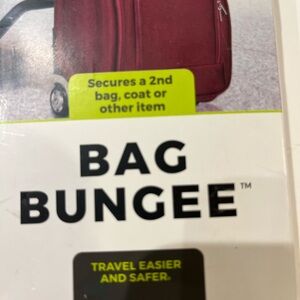 Secures a 2nd
bag, coat or
other item
BAG
BUNGEE™
TRAVEL EASIER
AND SAFER®